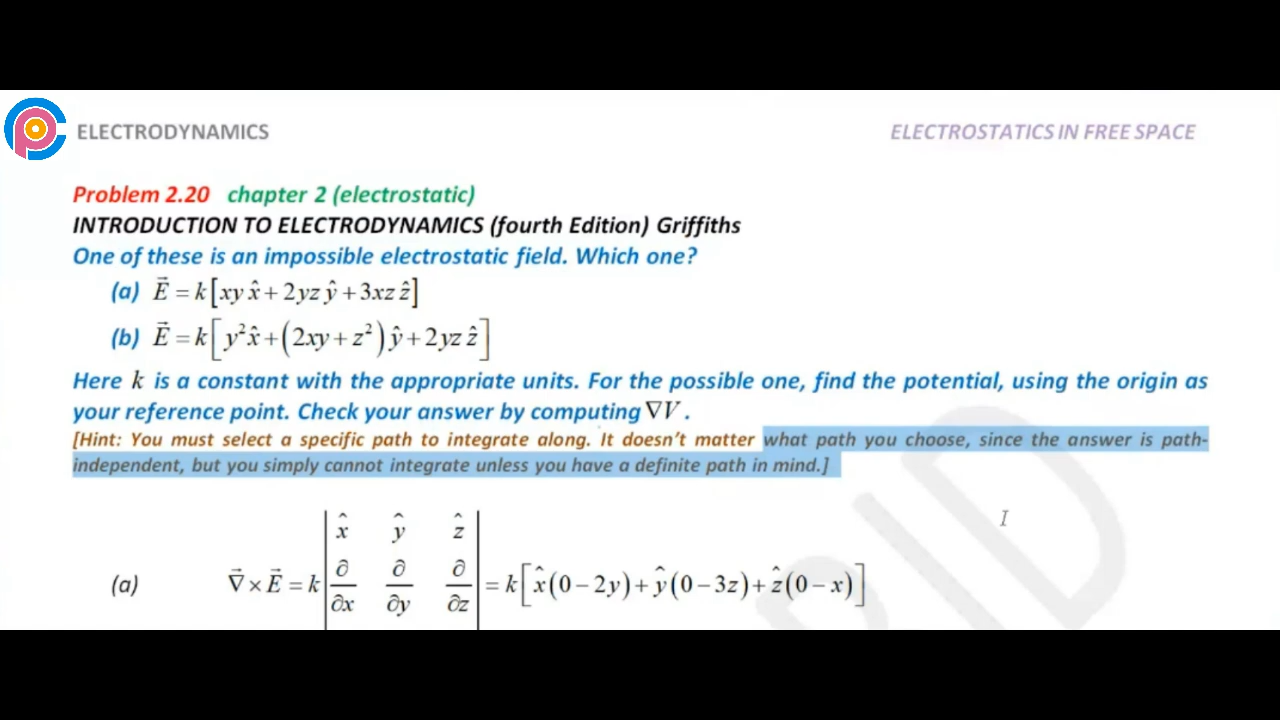 ELECTRODYNAMICS
ELECTROSTATICS IN FREE SPACE
Problem 2.20 chapter 2 (electrostatic)
INTRODUCTION TO ELECTRODYNAMICS (fourth Edition) Griffiths
One of these is an impossible electrostatic field. Which one?
(a) E⃗ = k[xy x̂ + 2yz ŷ + 3xz ẑ]
(b) E⃗ = k[y² x̂ + (2xy + z²) ŷ + 2yz ẑ]
Here k is a constant with the appropriate units. For the possible one, find the potential, using the origin as
your reference point. Check your answer by computing ∇V.
[Hint: You must select a specific path to integrate along. It doesn't matter what path you choose, since the answer is path-
independent, but you simply cannot integrate unless you have a definite path in mind.]
x̂ ŷ ẑ
(a) ∇⃗ × E⃗ = k | ∂/∂x ∂/∂y ∂/∂z | = k[x̂(0 − 2y) + ŷ(0 − 3z) + ẑ(0 − x)]